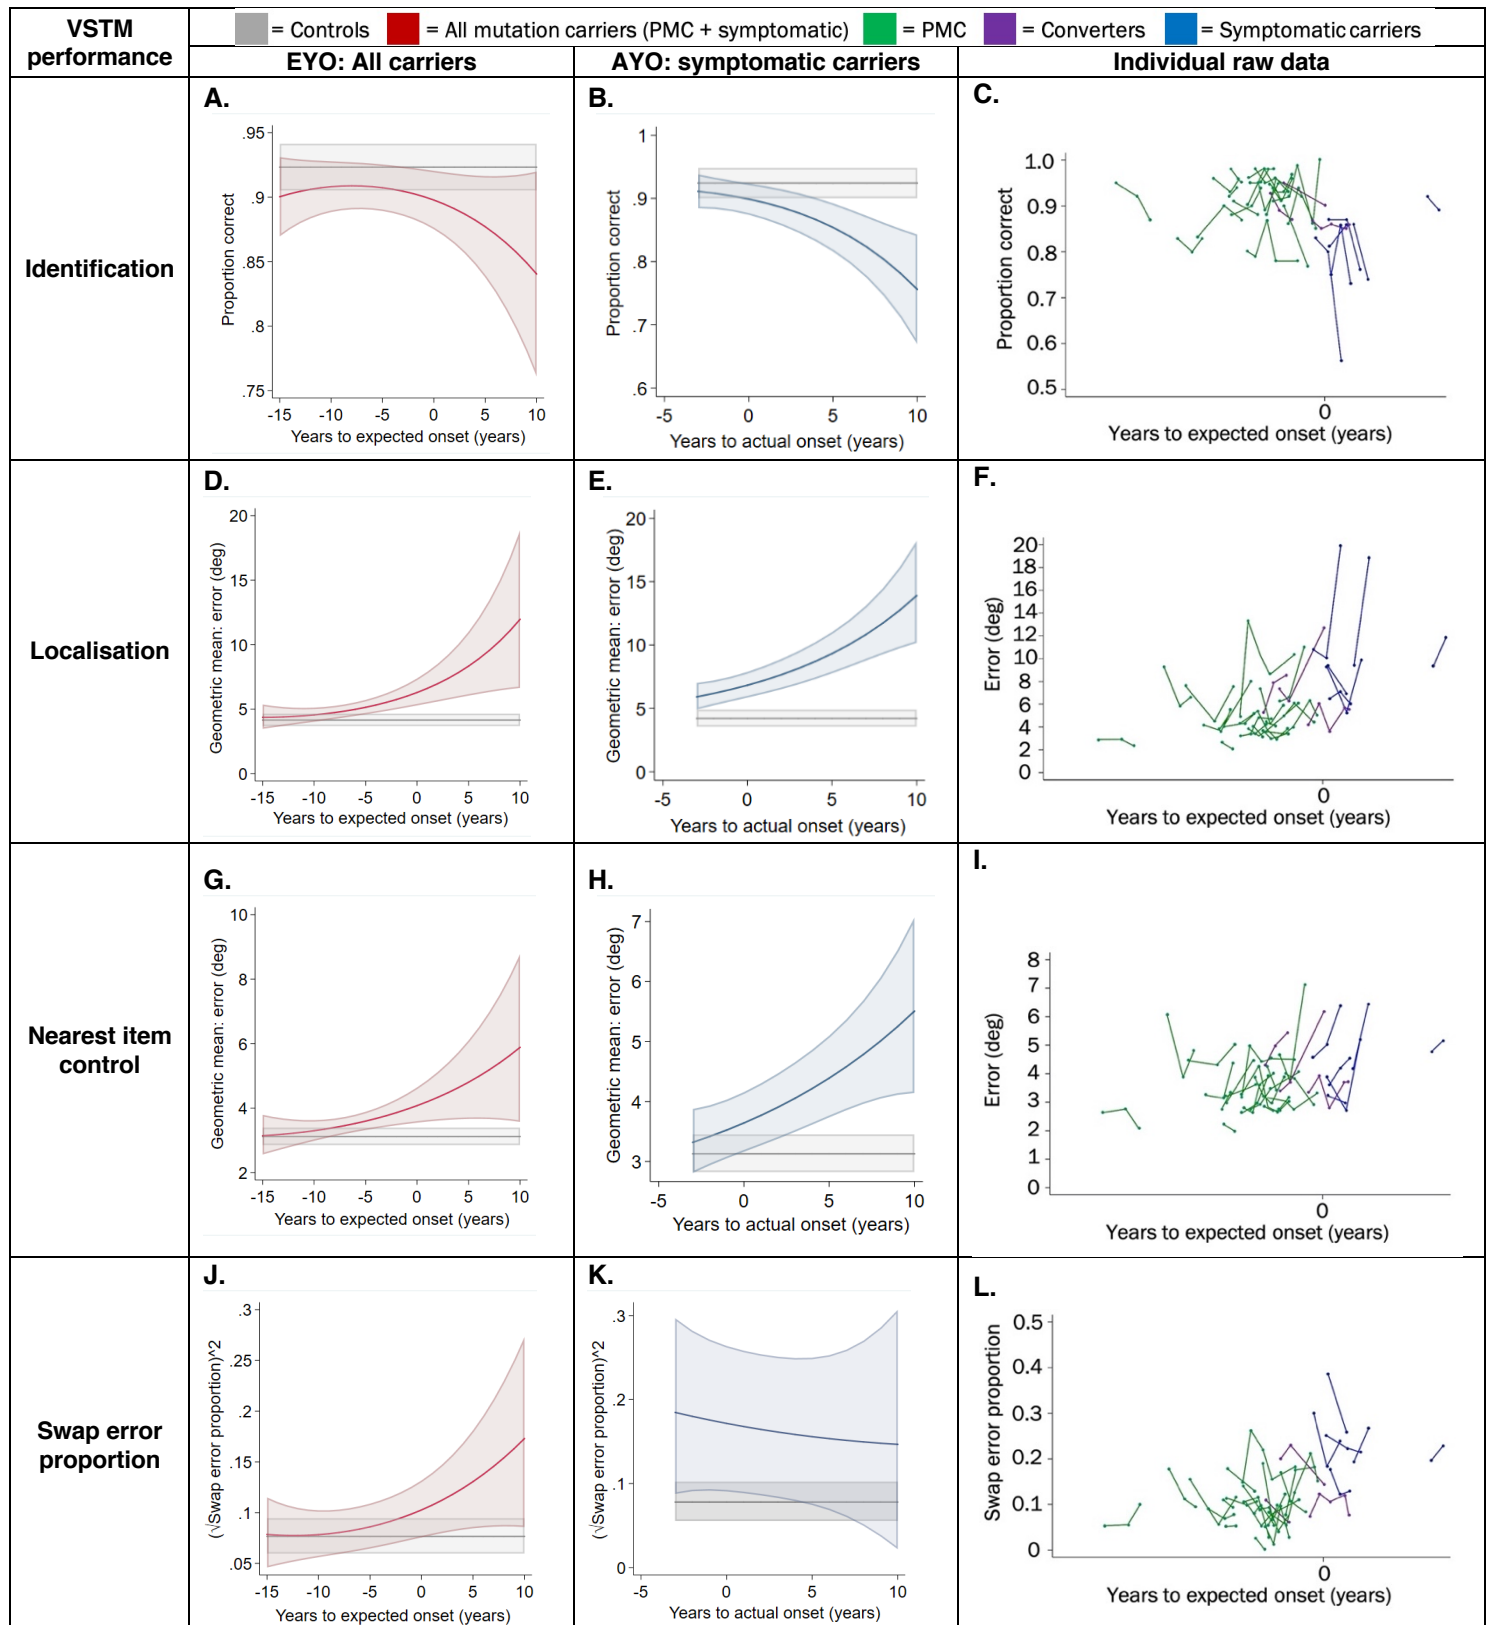 VSTM
performance
= Controls = All mutation carriers (PMC + symptomatic) = PMC = Converters = Symptomatic carriers
EYO: All carriers AYO: symptomatic carriers Individual raw data
Identification
A.
Proportion correct
.95
.9
.85
.8
.75
-15 -10 -5 0 5 10
Years to expected onset (years)
B.
Proportion correct
1
.9
.8
.7
.6
-5 0 5 10
Years to actual onset (years)
C.
Proportion correct
1.0
0.9
0.8
0.7
0.6
0.5
0
Years to expected onset (years)
Localisation
D.
Geometric mean: error (deg)
20
15
10
5
0
-15 -10 -5 0 5 10
Years to expected onset (years)
E.
Geometric mean: error (deg)
20
15
10
5
0
-5 0 5 10
Years to actual onset (years)
F.
Error (deg)
20
18
16
14
12
10
8
6
4
2
0
0
Years to expected onset (years)
Nearest item
control
G.
Geometric mean: error (deg)
10
8
6
4
2
-15 -10 -5 0 5 10
Years to expected onset (years)
H.
Geometric mean: error (deg)
7
6
5
4
3
-5 0 5 10
Years to actual onset (years)
I.
Error (deg)
8
7
6
5
4
3
2
1
0
0
Years to expected onset (years)
Swap error
proportion
J.
(√Swap error proportion)^2
.3
.25
.2
.15
.1
.05
-15 -10 -5 0 5 10
Years to expected onset (years)
K.
(√Swap error proportion)^2
.3
.2
.1
0
-5 0 5 10
Years to actual onset (years)
L.
Swap error proportion
0.5
0.4
0.3
0.2
0.1
0
0
Years to expected onset (years)